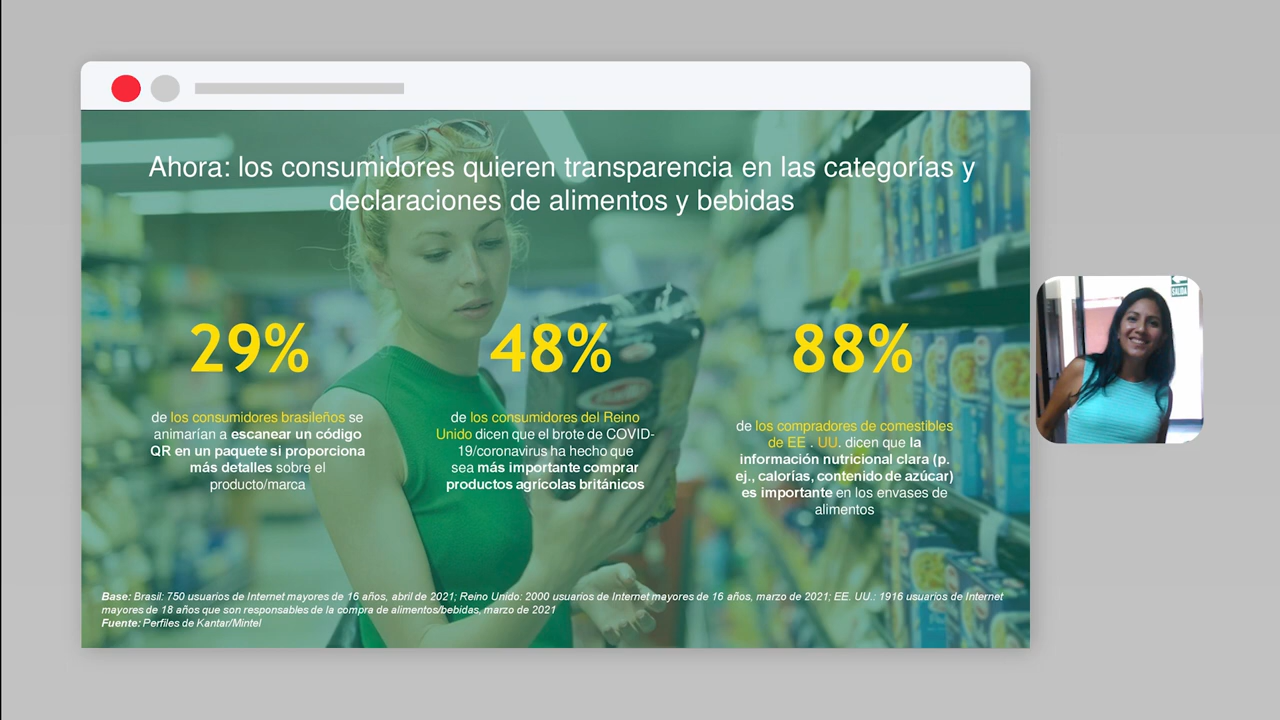 Ahora: los consumidores quieren transparencia en las categorías y
declaraciones de alimentos y bebidas
29%
de los consumidores brasileños se
animarían a escanear un código
QR en un paquete si proporciona
más detalles sobre el
producto/marca
48%
de los consumidores del Reino
Unido dicen que el brote de COVID-
19/coronavirus ha hecho que
sea más importante comprar
productos agrícolas británicos
88%
de los compradores de comestibles
de EE . UU. dicen que la
información nutricional clara (p.
ej., calorías, contenido de azúcar)
es importante en los envases de
alimentos
Base: Brasil: 750 usuarios de Internet mayores de 16 años, abril de 2021; Reino Unido: 2000 usuarios de Internet mayores de 16 años, marzo de 2021; EE. UU.: 1916 usuarios de Internet
mayores de 18 años que son responsables de la compra de alimentos/bebidas, marzo de 2021
Fuente: Perfiles de Kantar/Mintel
SALIDA